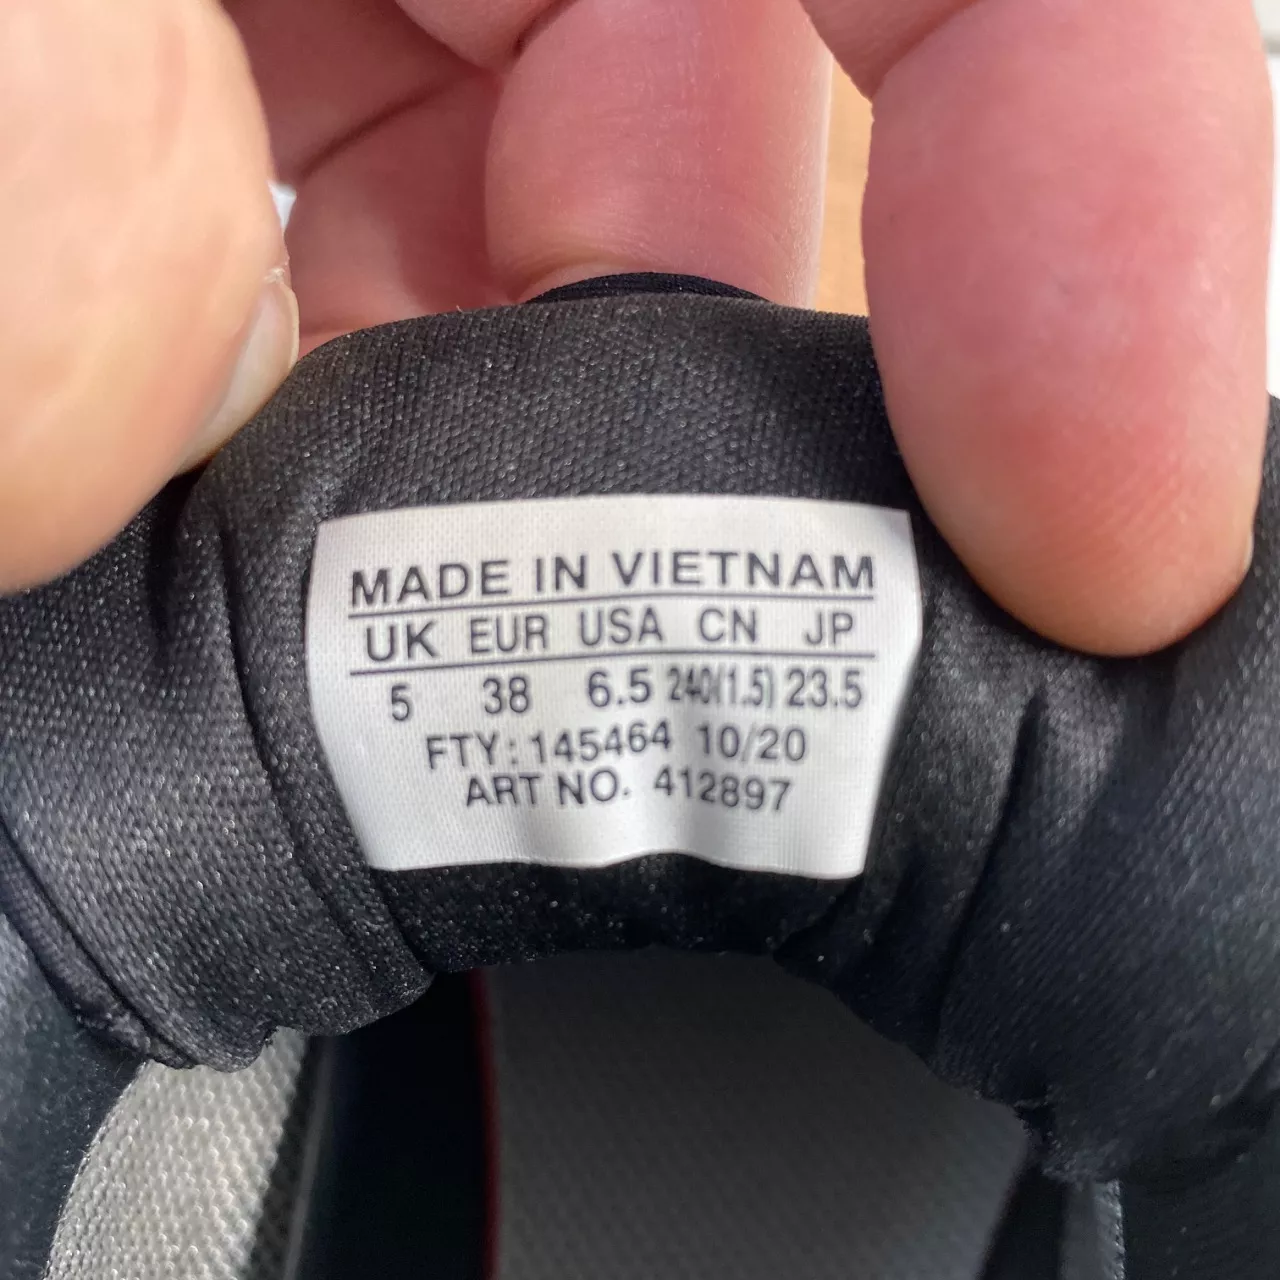 MADE IN VIETNAM
UK EUR USA CN JP
5 38 6.5 240(1.5) 23.5
FTY: 145464 10/20
ART NO. 412897